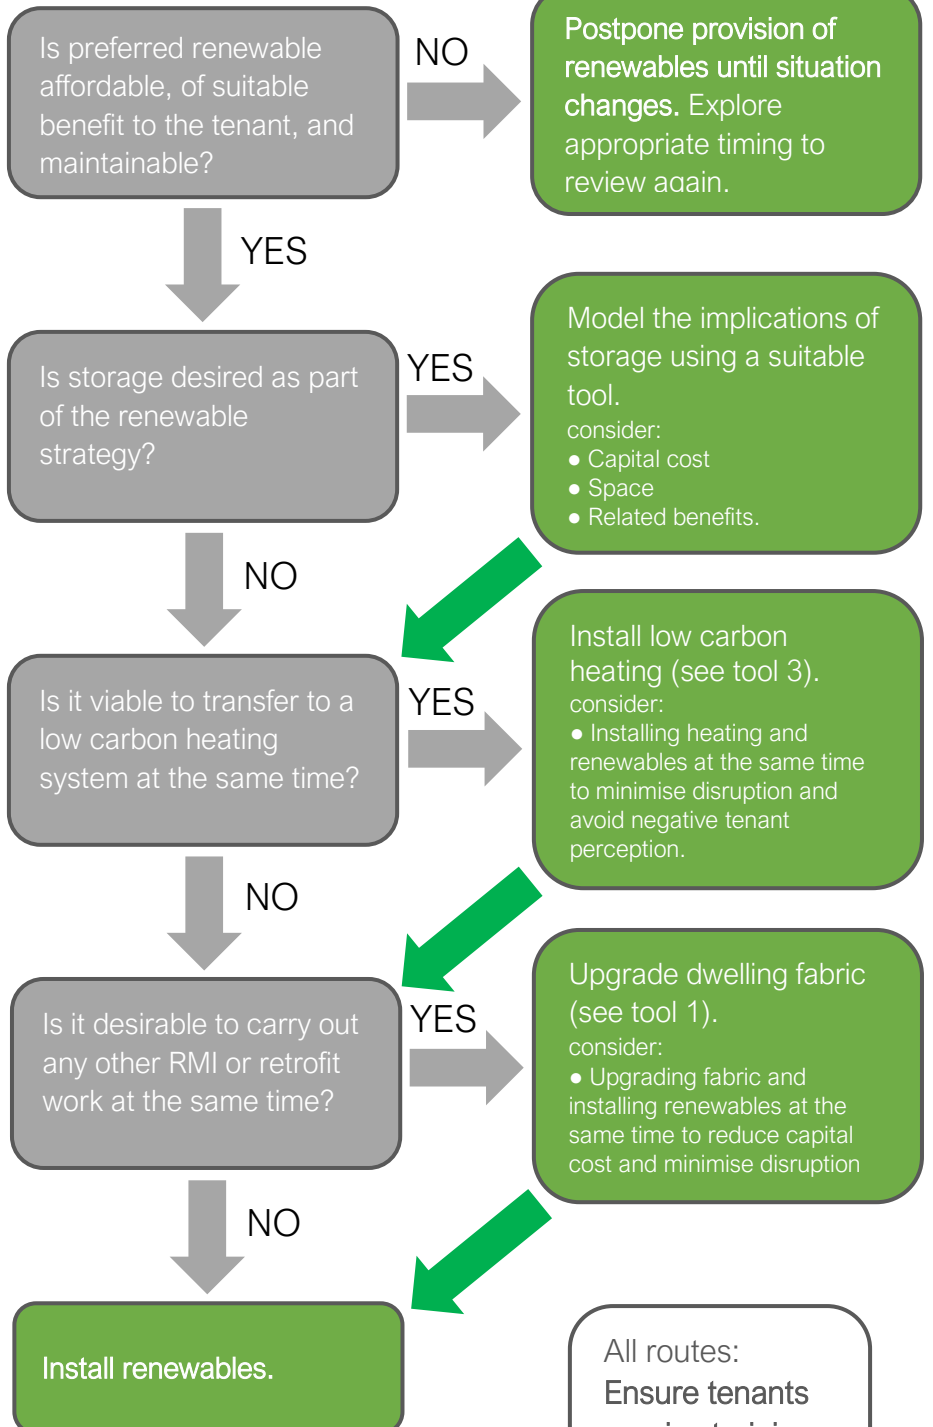 Is preferred renewable
affordable, of suitable
benefit to the tenant, and
maintainable?
NO
Postpone provision of
renewables until situation
changes. Explore
appropriate timing to
review again.
YES
Is storage desired as part
of the renewable
strategy?
YES
Model the implications of
storage using a suitable
tool.
consider:
● Capital cost
● Space
● Related benefits.
NO
Is it viable to transfer to a
low carbon heating
system at the same time?
YES
Install low carbon
heating (see tool 3).
consider:
● Installing heating and
renewables at the same time
to minimise disruption and
avoid negative tenant
perception.
NO
Is it desirable to carry out
any other RMI or retrofit
work at the same time?
YES
Upgrade dwelling fabric
(see tool 1).
consider:
● Upgrading fabric and
installing renewables at the
same time to reduce capital
cost and minimise disruption
NO
Install renewables.
All routes:
Ensure tenants